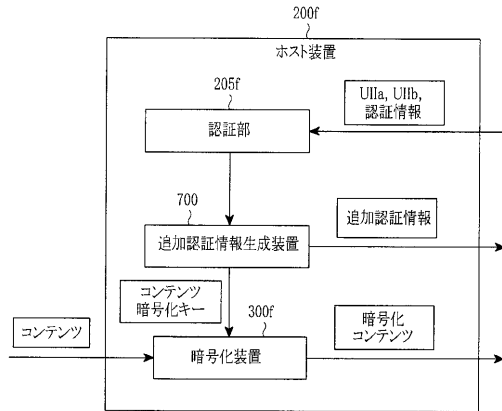 200f
ホスト装置
205f
UIIa, UIIb,
認証情報
認証部
700
追加認証情報
追加認証情報生成装置
コンテンツ
暗号化キー
300f
暗号化
コンテンツ
コンテンツ
暗号化装置